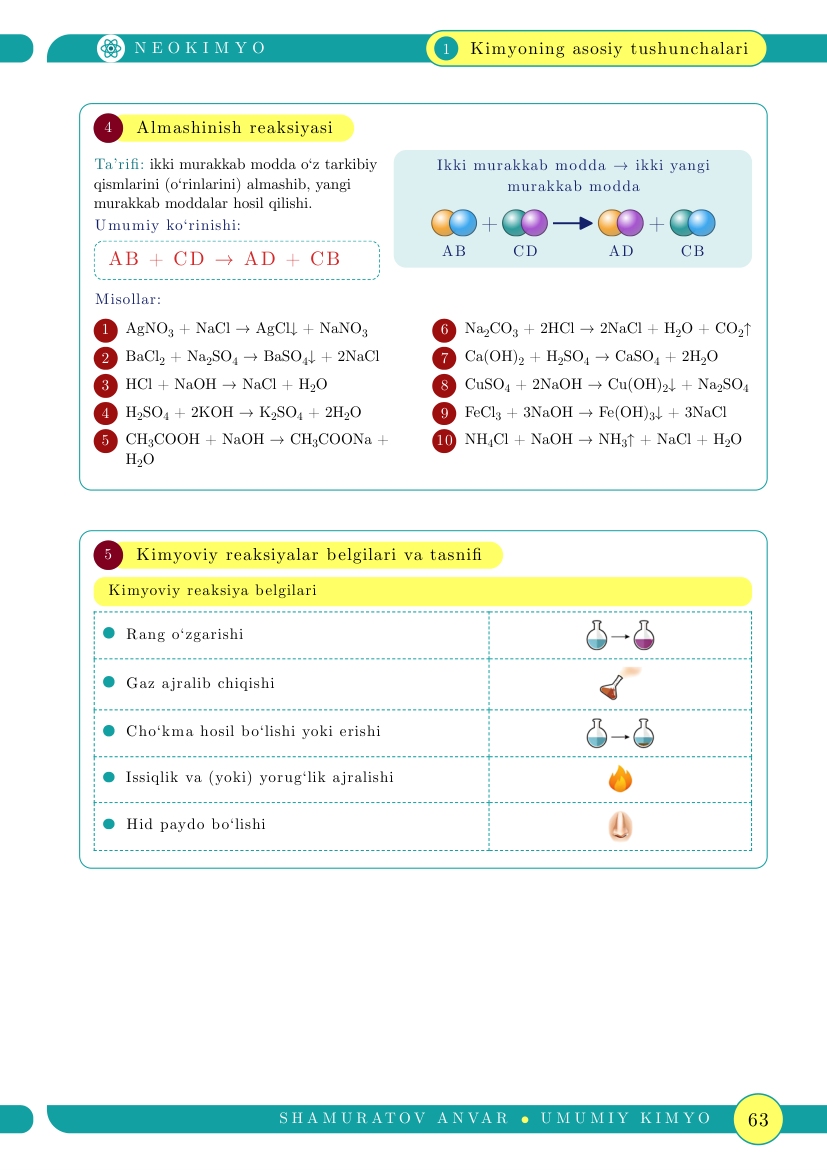 NEOKIMYO
1 Kimyoning asosiy tushunchalari
4 Almashinish reaksiyasi
Ta’rifi: ikki murakkab modda o‘z tarkibiy
qismlarini (o‘rinlarini) almashib, yangi
murakkab moddalar hosil qilishi.
Umumiy ko‘rinishi:
AB + CD → AD + CB
Ikki murakkab modda → ikki yangi
murakkab modda
+ +
AB CD AD CB
Misollar:
1 AgNO₃ + NaCl → AgCl↓ + NaNO₃
2 BaCl₂ + Na₂SO₄ → BaSO₄↓ + 2NaCl
3 HCl + NaOH → NaCl + H₂O
4 H₂SO₄ + 2KOH → K₂SO₄ + 2H₂O
5 CH₃COOH + NaOH → CH₃COONa +
H₂O
6 Na₂CO₃ + 2HCl → 2NaCl + H₂O + CO₂↑
7 Ca(OH)₂ + H₂SO₄ → CaSO₄ + 2H₂O
8 CuSO₄ + 2NaOH → Cu(OH)₂↓ + Na₂SO₄
9 FeCl₃ + 3NaOH → Fe(OH)₃↓ + 3NaCl
10 NH₄Cl + NaOH → NH₃↑ + NaCl + H₂O
5 Kimyoviy reaksiyalar belgilari va tasnifi
Kimyoviy reaksiya belgilari
Rang o‘zgarishi
Gaz ajralib chiqishi
Cho‘kma hosil bo‘lishi yoki erishi
Issiqlik va (yoki) yorug‘lik ajralishi
Hid paydo bo‘lishi
SHAMURATOV ANVAR • UMUMIY KIMYO
63